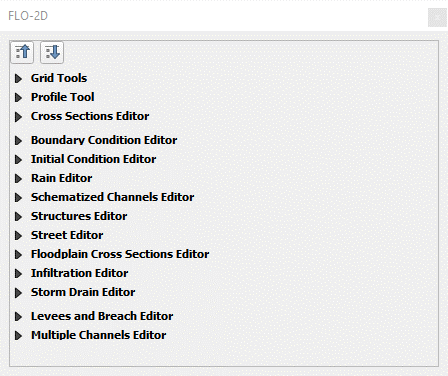 FLO-2D
Grid Tools
Profile Tool
Cross Sections Editor
Boundary Condition Editor
Initial Condition Editor
Rain Editor
Schematized Channels Editor
Structures Editor
Street Editor
Floodplain Cross Sections Editor
Infiltration Editor
Storm Drain Editor
Levees and Breach Editor
Multiple Channels Editor